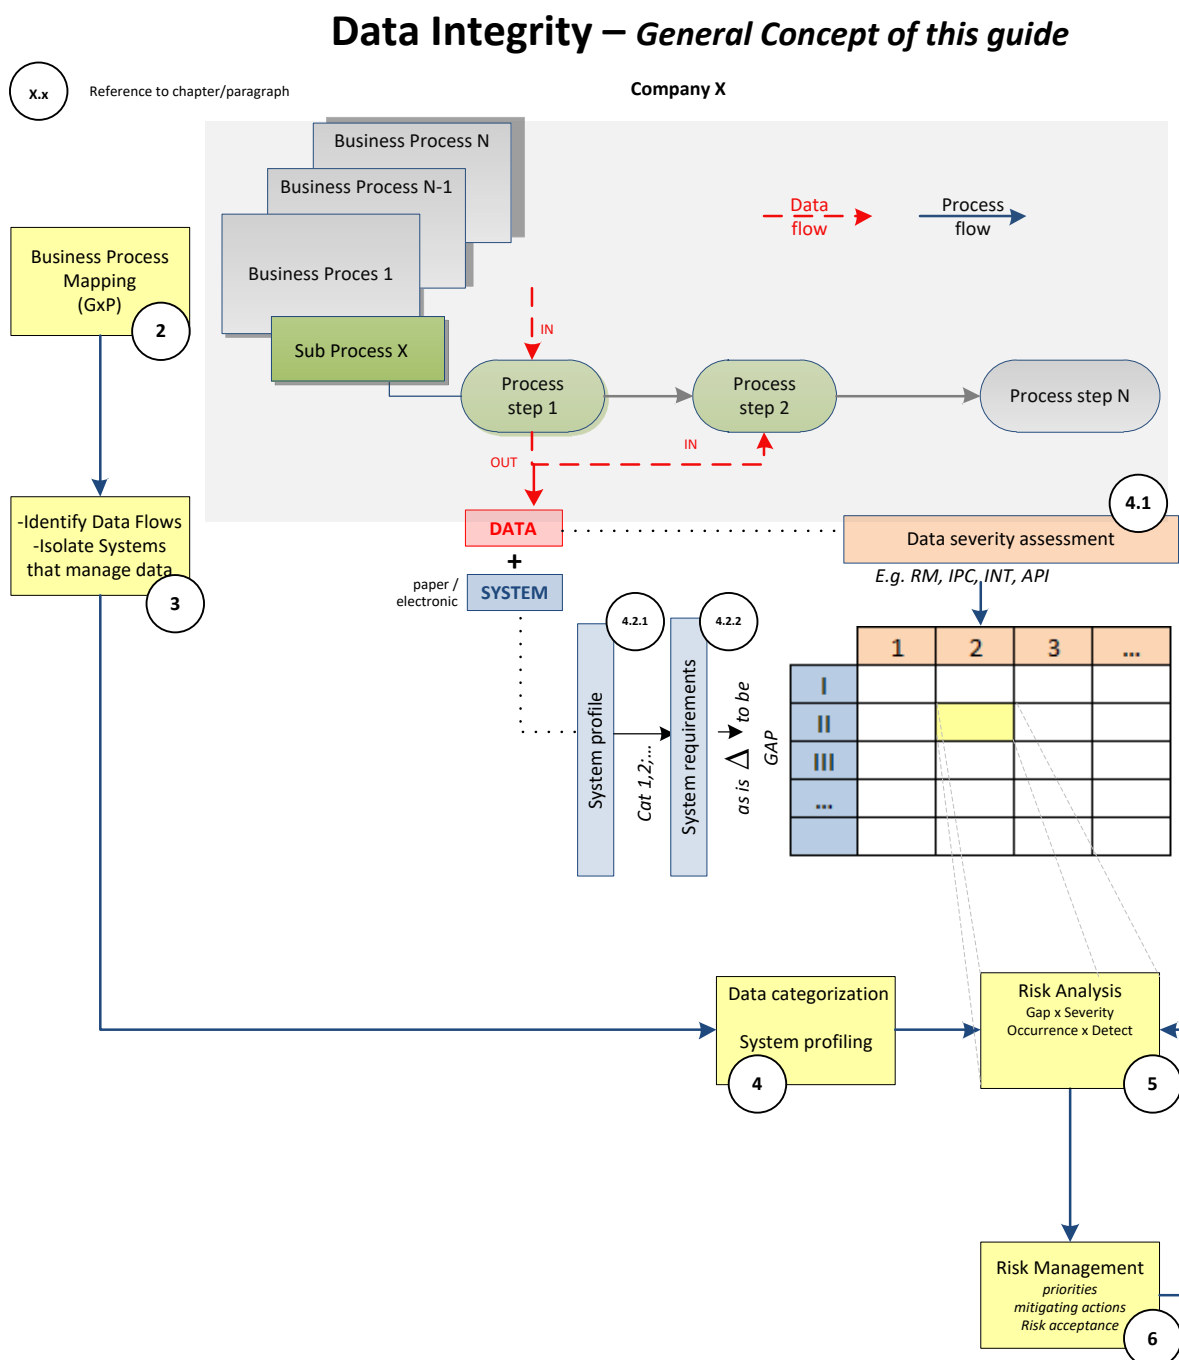 Data Integrity – General Concept of this guide
X.x
Reference to chapter/paragraph
Company X
Business Process N
Business Process N-1
Business Proces 1
Sub Process X
Data
flow
Process
flow
Business Process
Mapping
(GxP)
2
IN
Process
step 1
Process
step 2
Process step N
OUT
IN
-Identify Data Flows
-Isolate Systems
that manage data
3
DATA
+
paper /
electronic
SYSTEM
4.1
Data severity assessment
E.g. RM, IPC, INT, API
4.2.1
4.2.2
System profile
Cat 1,2;...
System requirements
as is Δ to be
GAP
1 2 3 ...
I
II
III
...
Data categorization
System profiling
4
Risk Analysis
Gap x Severity
Occurrence x Detect
5
Risk Management
priorities
mitigating actions
Risk acceptance
6